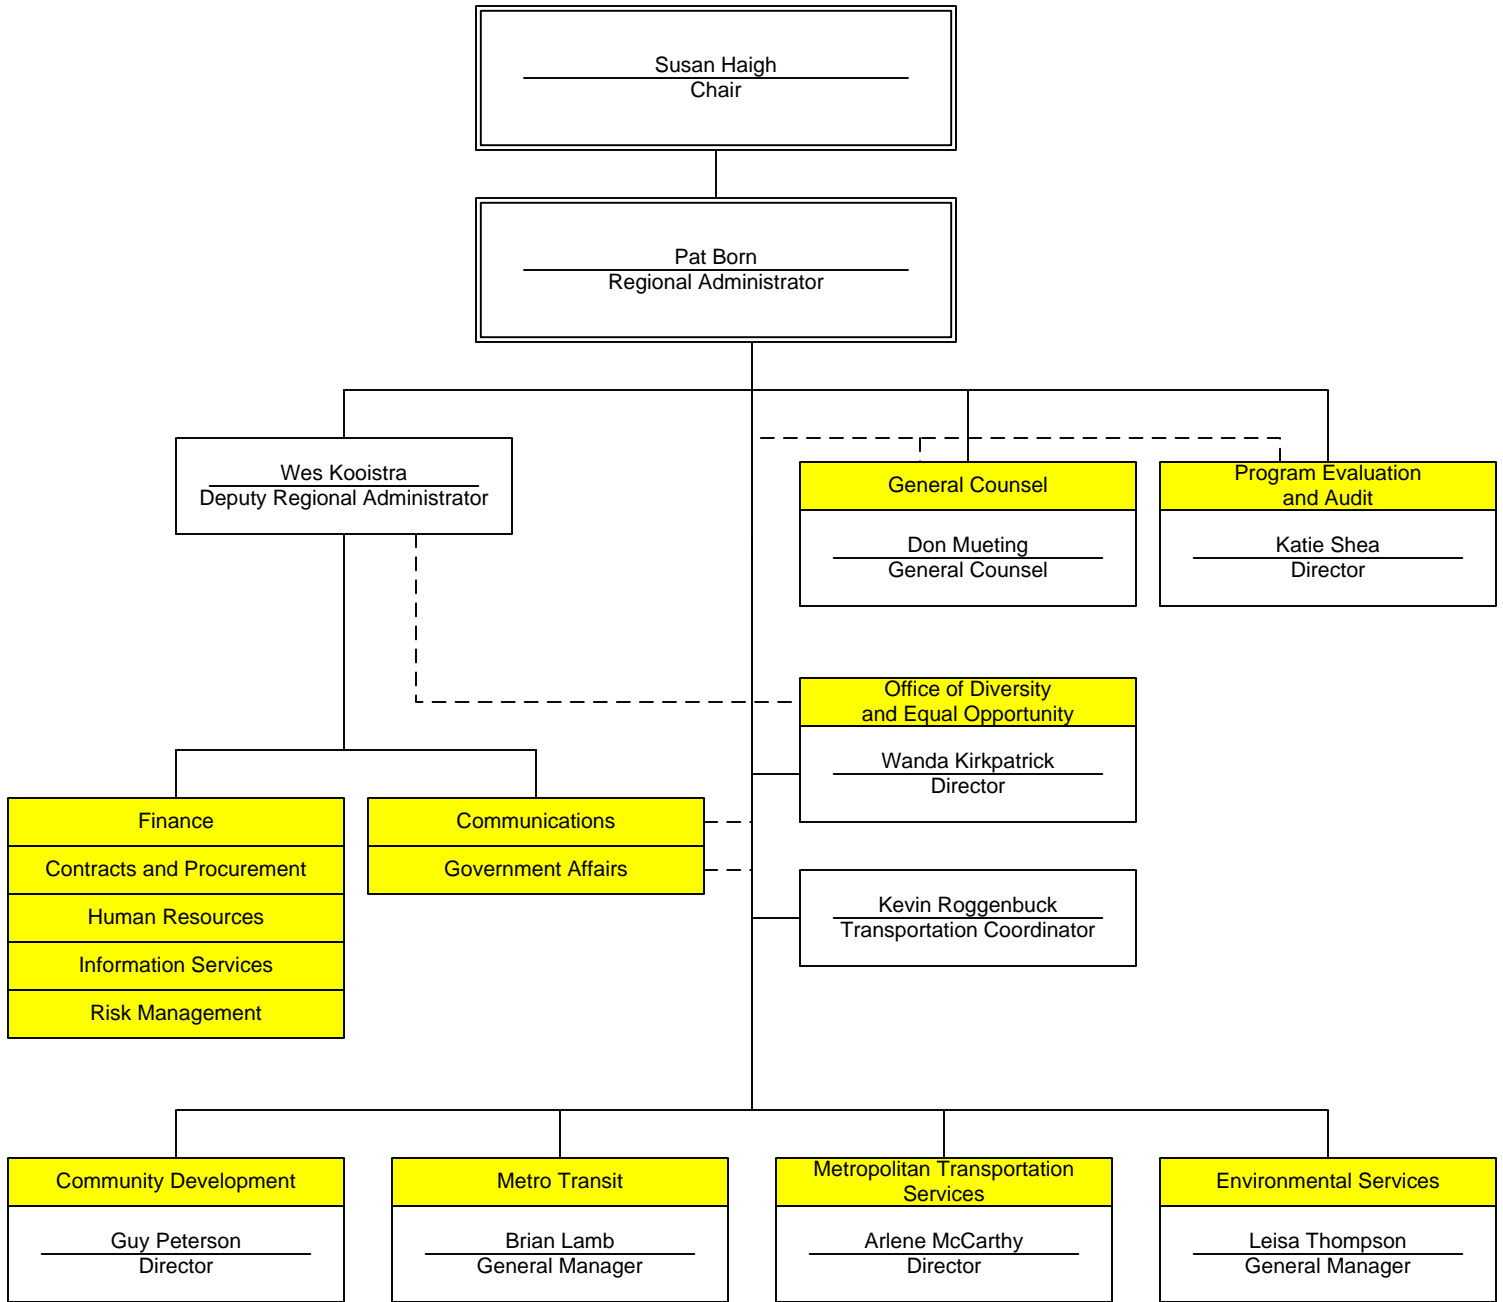 Susan Haigh
Chair
Pat Born
Regional Administrator
Wes Kooistra
Deputy Regional Administrator
General Counsel
Don Mueting
General Counsel
Program Evaluation
and Audit
Katie Shea
Director
Office of Diversity
and Equal Opportunity
Wanda Kirkpatrick
Director
Finance
Contracts and Procurement
Human Resources
Information Services
Risk Management
Communications
Government Affairs
Kevin Roggenbuck
Transportation Coordinator
Community Development
Guy Peterson
Director
Metro Transit
Brian Lamb
General Manager
Metropolitan Transportation
Services
Arlene McCarthy
Director
Environmental Services
Leisa Thompson
General Manager